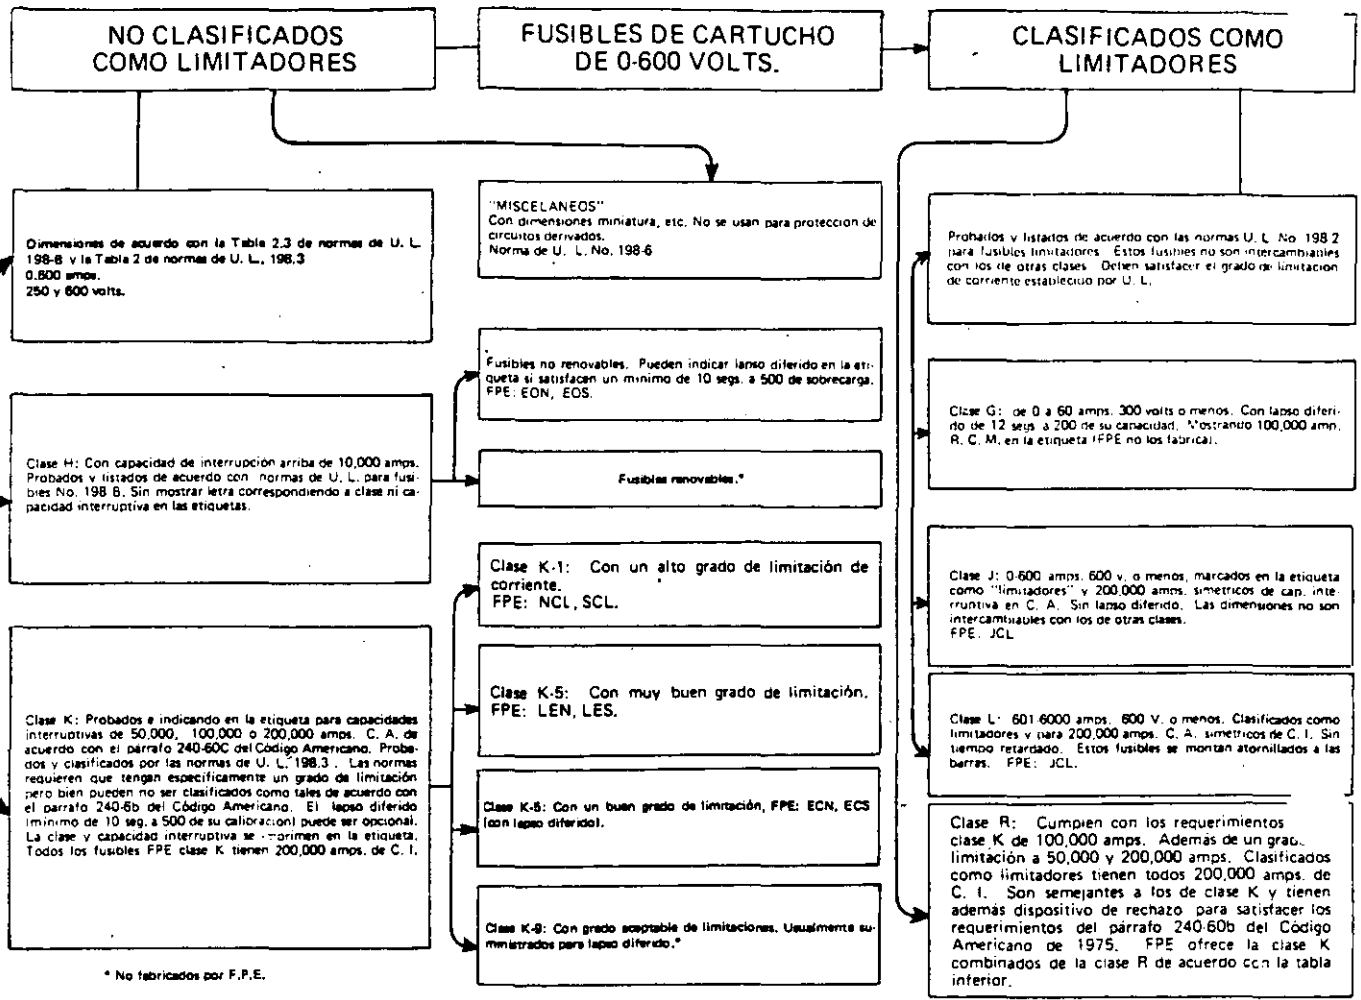 NO CLASIFICADOS
COMO LIMITADORES
FUSIBLES DE CARTUCHO
DE 0-600 VOLTS.
CLASIFICADOS COMO
LIMITADORES
Dimensiones de acuerdo con la Tabla 2.3 de normas de U. L.
198-6 y la Tabla 2 de normas de U. L., 198,3
0.600 amps.
250 y 600 volts.
"MISCELANEOS"
Con dimensiones miniatura, etc. No se usan para protección de
circuitos derivados.
Norma de U. L. No. 198-6
Probados y listados de acuerdo con las normas U. L. No. 198 2
para fusibles limitadores. Estos fusibles no son intercambiables
con los de otras clases. Deben satisfacer el grado de limitación
de corriente establecido por U. L.
Fusibles no renovables. Pueden indicar lapso diferido en la eti-
queta si satisfacen un mínimo de 10 segs. a 500 de sobrecarga.
FPE: EON, EOS.
Clase G: de 0 a 60 amps. 300 volts o menos. Con lapso diferi-
do de 12 segs a 200 de su capacidad. Mostrando 100,000 amp.
R. C. M. en la etiqueta (FPE no los fabrica).
Clase H: Con capacidad de interrupción arriba de 10,000 amps.
Probados y listados de acuerdo con normas de U. L. para fusi-
bles No. 198 B. Sin mostrar letra correspondiendo a clase ni ca-
pacidad interruptiva en las etiquetas.
Fusibles renovables.*
Clase K-1: Con un alto grado de limitación de
corriente.
FPE: NCL, SCL.
Clase J: 0-600 amps. 600 v. o menos, marcados en la etiqueta
como "limitadores" y 200,000 amps. simetricos de cap. inte-
rruptiva en C. A. Sin lapso diferido. Las dimensiones no son
intercambiables con los de otras clases.
FPE. JCL
Clase K: Probados e indicando en la etiqueta para capacidades
interruptivas de 50,000, 100,000 o 200,000 amps. C. A. de
acuerdo con el párrafo 240-60C del Código Americano. Proba-
dos y clasificados por las normas de U. L. 198.3 . Las normas
requieren que tengan específicamente un grado de limitación
pero bien pueden no ser clasificados como tales de acuerdo con
el parrafo 240-6b del Código Americano. El lapso diferido
(mínimo de 10 seg. a 500 de su calibracion) puede ser opcional.
La clase y capacidad interruptiva se imprimen en la etiqueta.
Todos los fusibles FPE clase K tienen 200,000 amps. de C. I.
Clase K-5: Con muy buen grado de limitación.
FPE: LEN, LES.
Clase L: 601-6000 amps. 600 V. o menos. Clasificados como
limitadores y para 200,000 amps. C. A. simetricos de C. I. Sin
tiempo retardado. Estos fusibles se montan atornillados a las
barras. FPE: JCL.
Clase K-5: Con un buen grado de limitación, FPE: ECN, ECS
(con lapso diferido).
Clase R: Cumplen con los requerimientos
clase K de 100,000 amps. Además de un
limitación a 50,000 y 200,000 amps. Clasificados
como limitadores tienen todos 200,000 amps. de
C. I. Son semejantes a los de clase K y tienen
además dispositivo de rechazo para satisfacer los
requerimientos del párrafo 240-60b del Código
Americano de 1975. FPE ofrece la clase K
combinados de la clase R de acuerdo con la tabla
inferior.
Clase K-9: Con grado aceptable de limitaciones. Usualmente su-
ministrados para lapso diferido.*
* No fabricados por F.P.E.